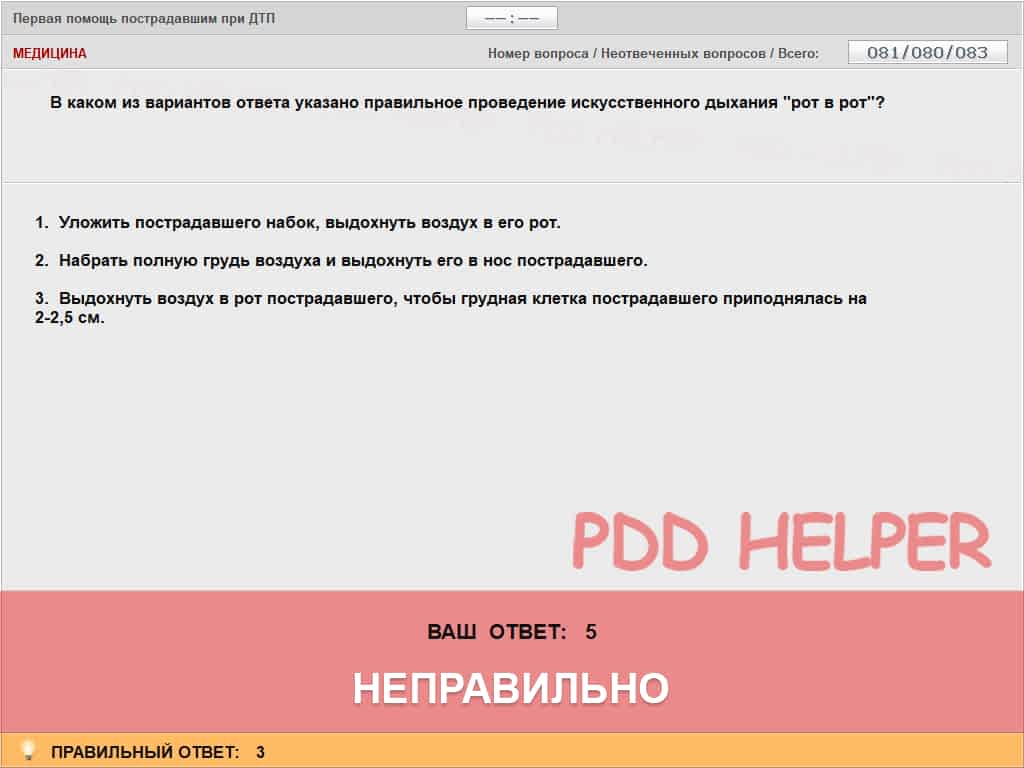 Первая помощь пострадавшим при ДТП
—— : ——
МЕДИЦИНА
Номер вопроса / Неотвеченных вопросов / Всего:
081/080/083
В каком из вариантов ответа указано правильное проведение искусственного дыхания "рот в рот"?
1. Уложить пострадавшего набок, выдохнуть воздух в его рот.
2. Набрать полную грудь воздуха и выдохнуть его в нос пострадавшего.
3. Выдохнуть воздух в рот пострадавшего, чтобы грудная клетка пострадавшего приподнялась на
2-2,5 см.
PDD HELPER
ВАШ ОТВЕТ: 5
НЕПРАВИЛЬНО
ПРАВИЛЬНЫЙ ОТВЕТ: 3